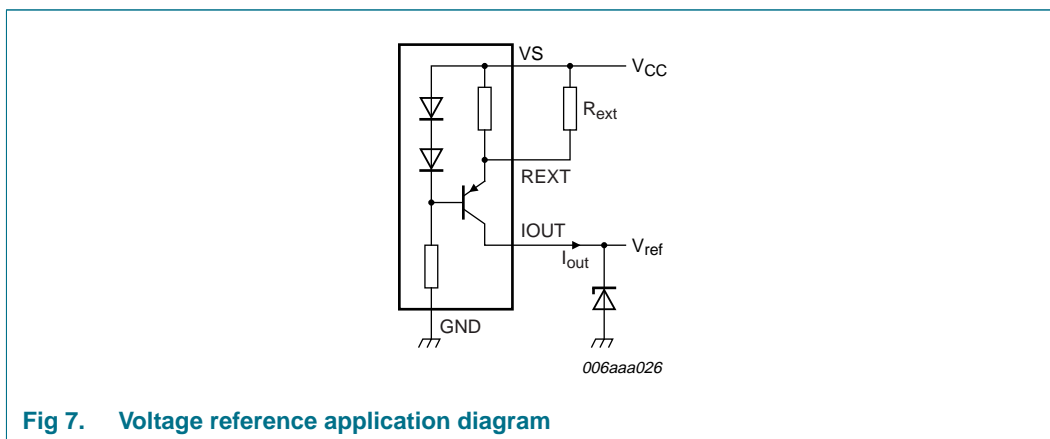 VS
VCC
Rext
REXT
IOUT
Iout
Vref
GND
006aaa026
Fig 7. Voltage reference application diagram